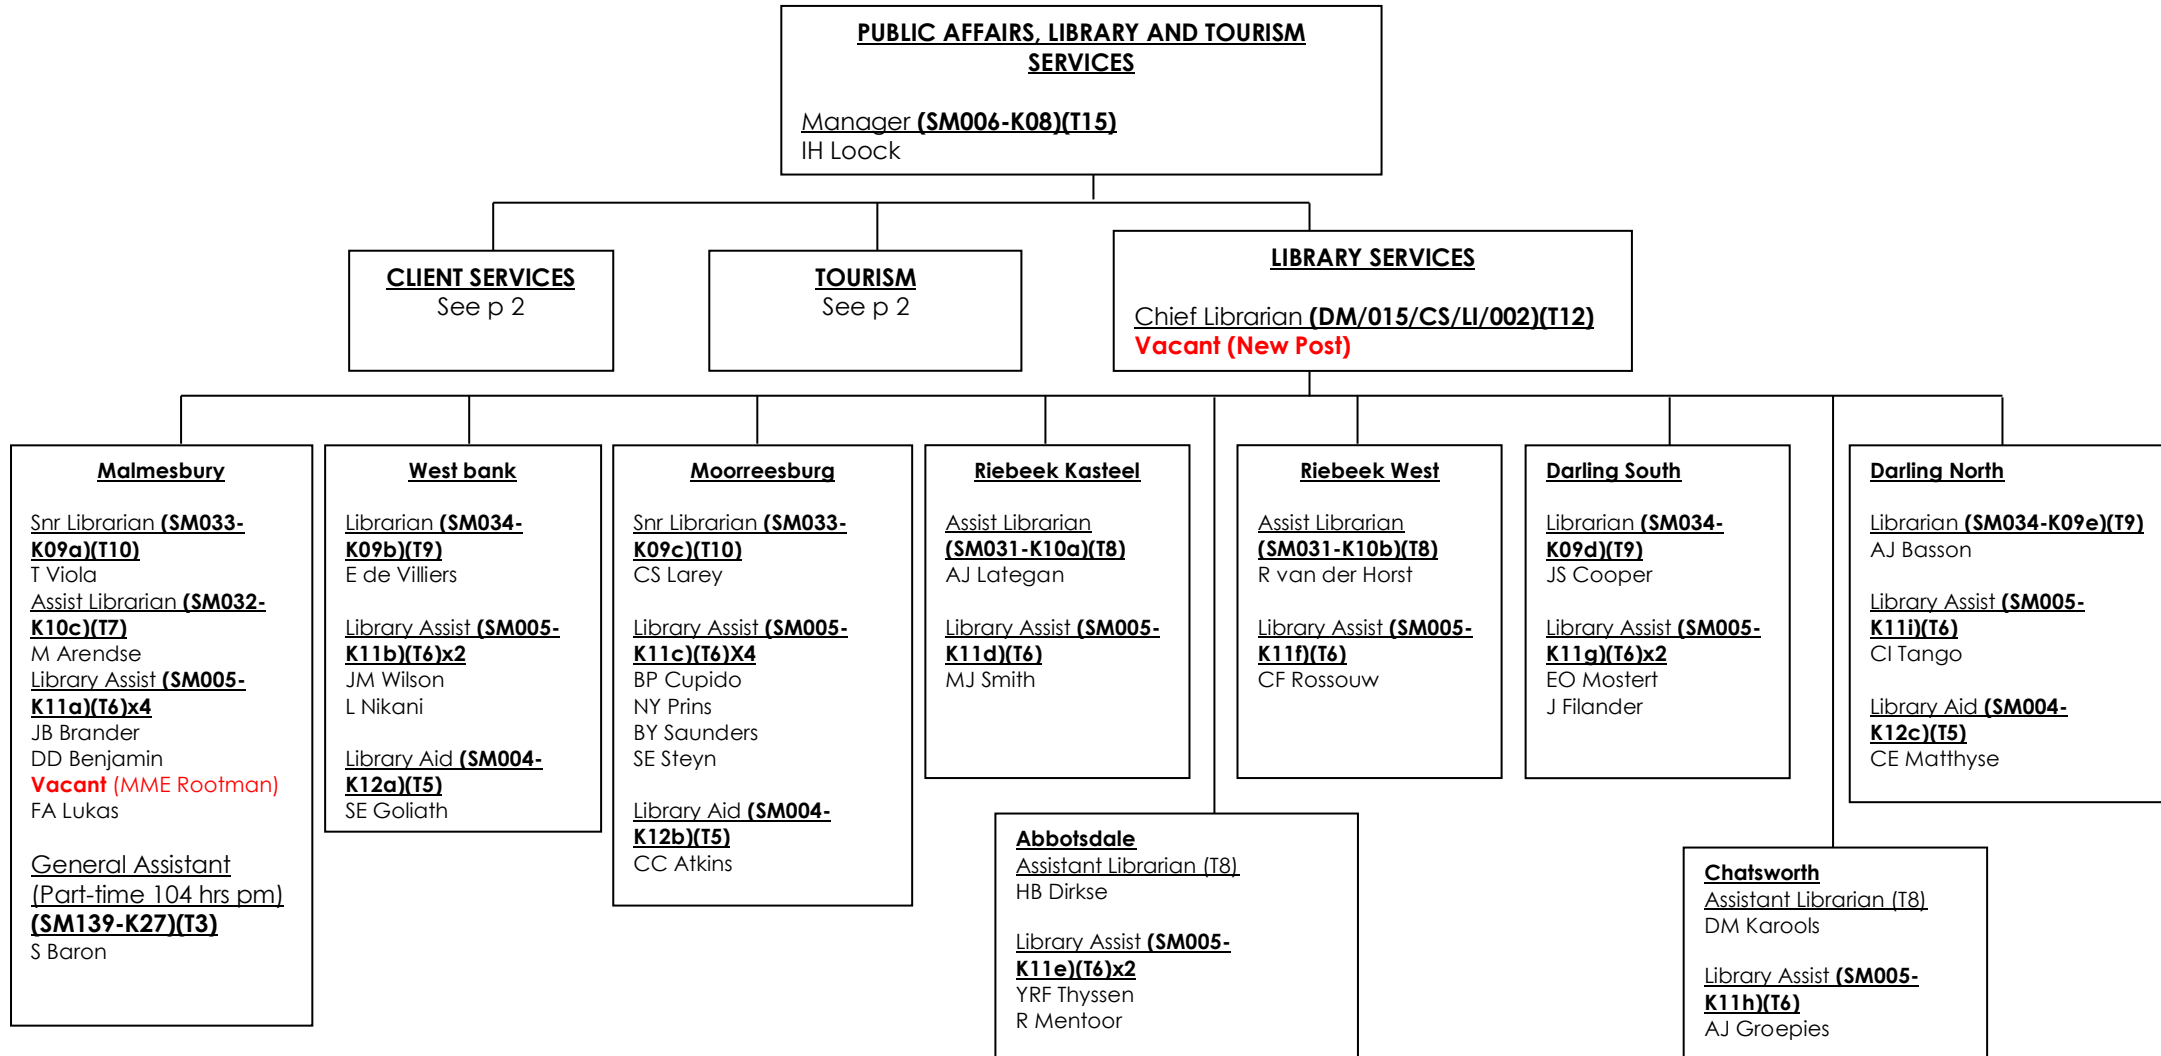 PUBLIC AFFAIRS, LIBRARY AND TOURISM
SERVICES
Manager (SM006-K08)(T15)
IH Loock
CLIENT SERVICES
See p 2
TOURISM
See p 2
LIBRARY SERVICES
Chief Librarian (DM/015/CS/LI/002)(T12)
Vacant (New Post)
Malmesbury
Snr Librarian (SM033-
K09a)(T10)
T Viola
Assist Librarian (SM032-
K10c)(T7)
M Arendse
Library Assist (SM005-
K11a)(T6)x4
JB Brander
DD Benjamin
Vacant (MME Rootman)
FA Lukas
General Assistant
(Part-time 104 hrs pm)
(SM139-K27)(T3)
S Baron
West bank
Librarian (SM034-
K09b)(T9)
E de Villiers
Library Assist (SM005-
K11b)(T6)x2
JM Wilson
L Nikani
Library Aid (SM004-
K12a)(T5)
SE Goliath
Moorreesburg
Snr Librarian (SM033-
K09c)(T10)
CS Larey
Library Assist (SM005-
K11c)(T6)X4
BP Cupido
NY Prins
BY Saunders
SE Steyn
Library Aid (SM004-
K12b)(T5)
CC Atkins
Riebeek Kasteel
Assist Librarian
(SM031-K10a)(T8)
AJ Lategan
Library Assist (SM005-
K11d)(T6)
MJ Smith
Riebeek West
Assist Librarian
(SM031-K10b)(T8)
R van der Horst
Library Assist (SM005-
K11f)(T6)
CF Rossouw
Darling South
Librarian (SM034-
K09d)(T9)
JS Cooper
Library Assist (SM005-
K11g)(T6)x2
EO Mostert
J Filander
Darling North
Librarian (SM034-K09e)(T9)
AJ Basson
Library Assist (SM005-
K11i)(T6)
CI Tango
Library Aid (SM004-
K12c)(T5)
CE Matthyse
Abbotsdale
Assistant Librarian (T8)
HB Dirkse
Library Assist (SM005-
K11e)(T6)x2
YRF Thyssen
R Mentoor
Chatsworth
Assistant Librarian (T8)
DM Karools
Library Assist (SM005-
K11h)(T6)
AJ Groepies